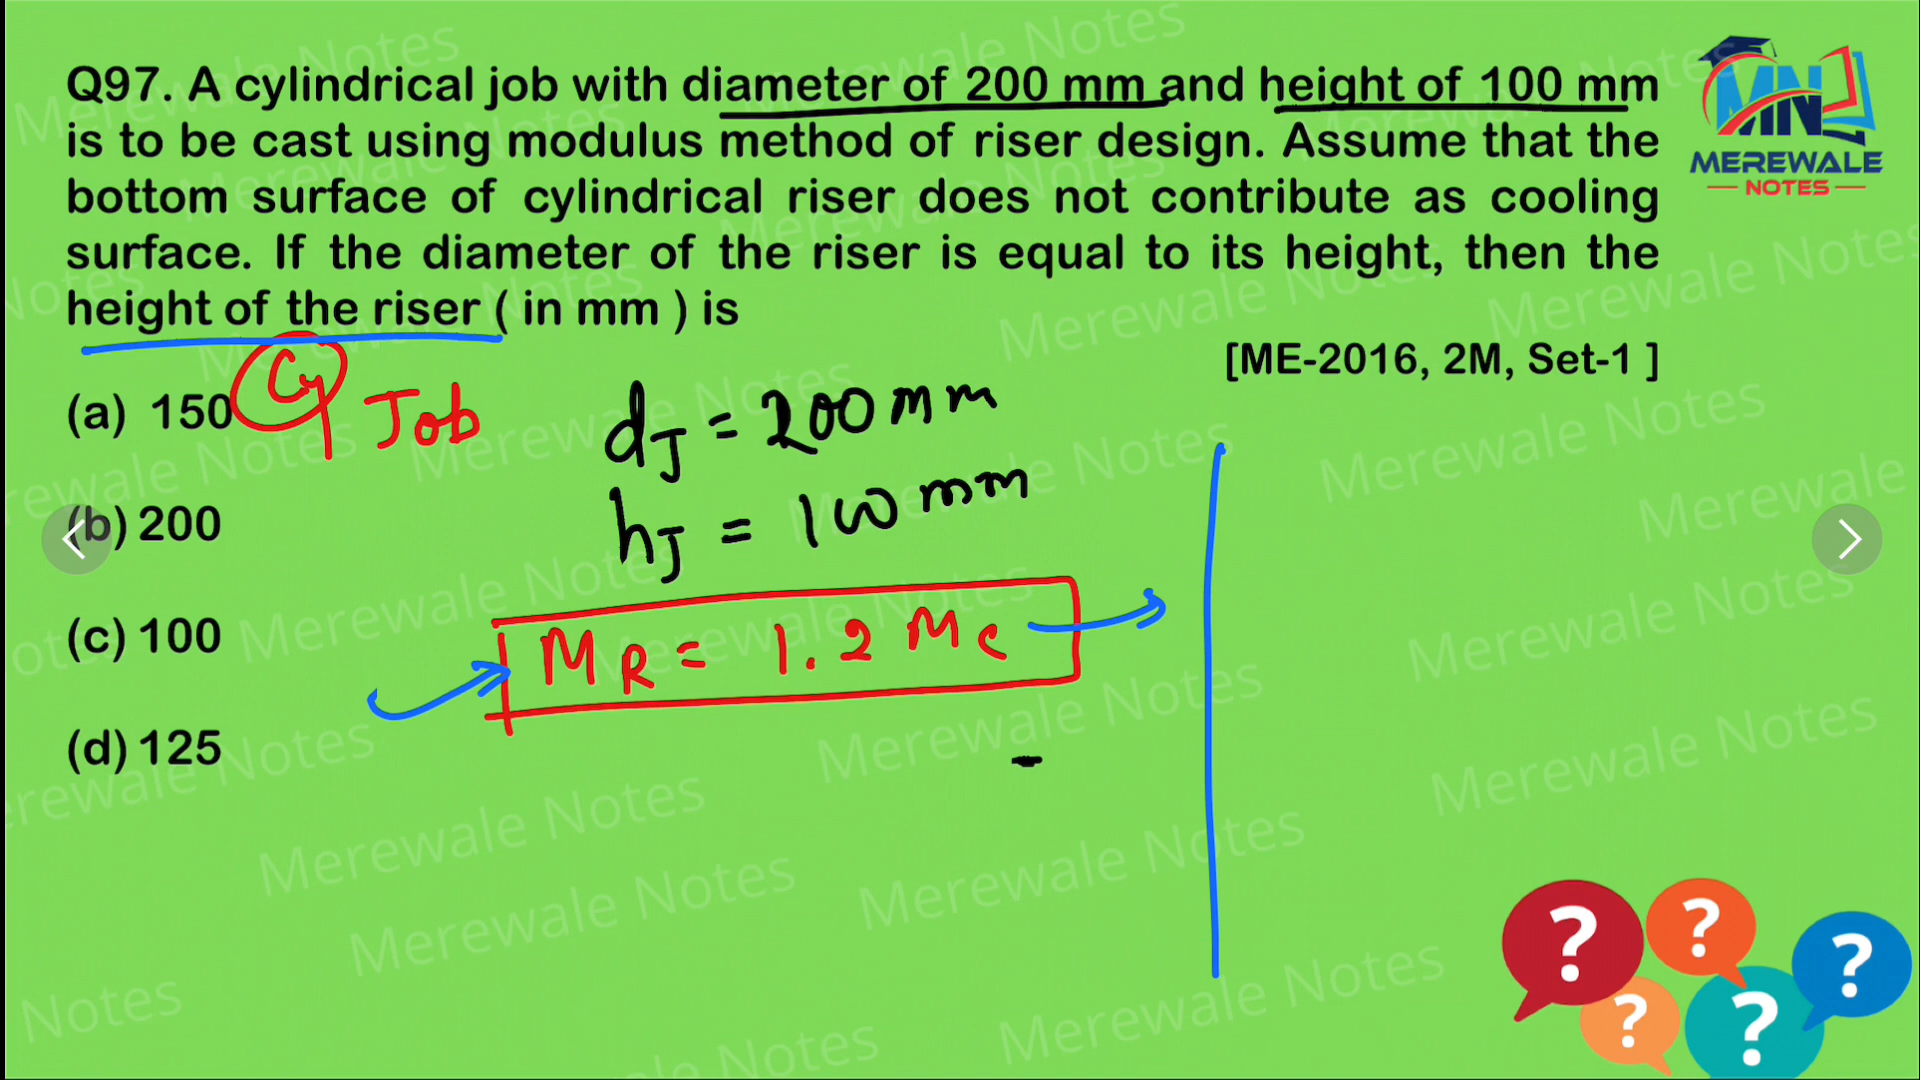 Q97. A cylindrical job with diameter of 200 mm and height of 100 mm
is to be cast using modulus method of riser design. Assume that the
bottom surface of cylindrical riser does not contribute as cooling
surface. If the diameter of the riser is equal to its height, then the
height of the riser ( in mm ) is
[ME-2016, 2M, Set-1 ]
(a) 150
(b) 200
(c) 100
(d) 125
Cy Job
dJ = 200 mm
hJ = 100 mm
MR = 1.2 Mc
MN
MEREWALE
NOTES
? ? ? ? ?
Merewale Notes